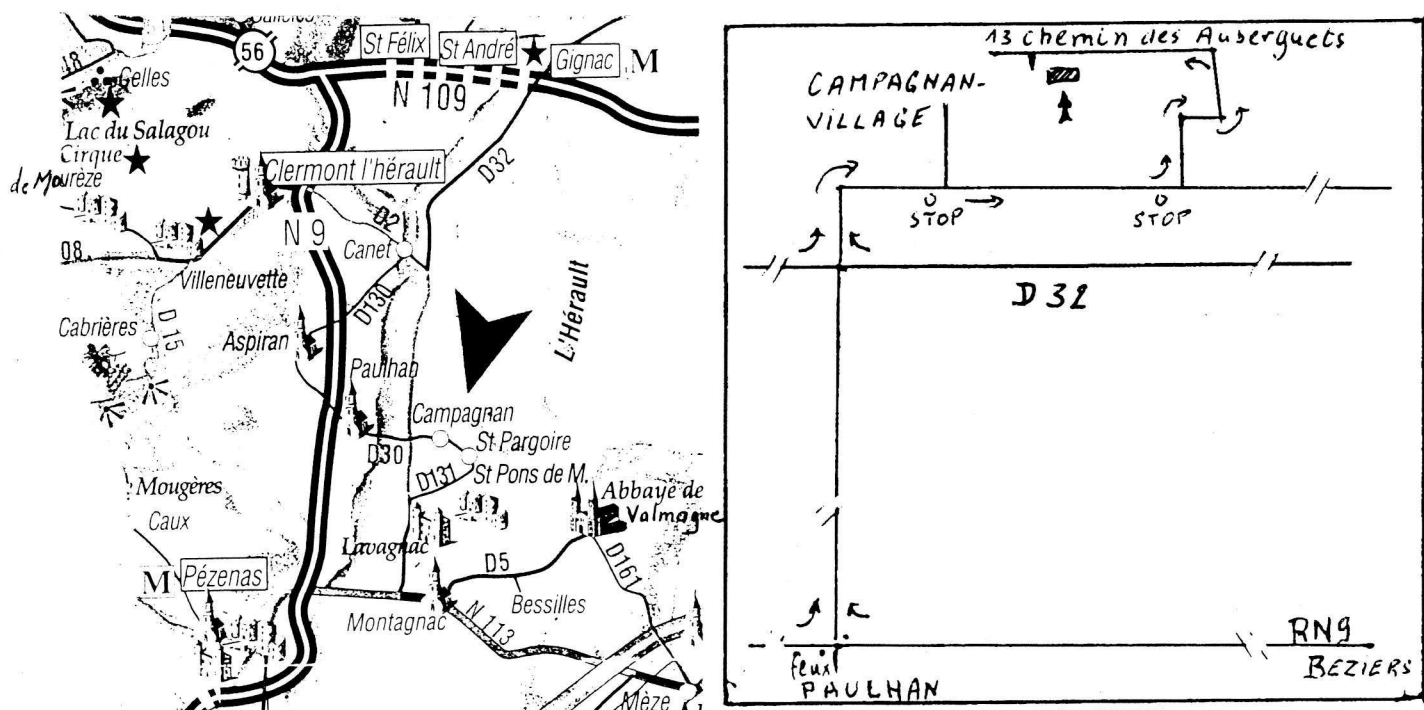 56
St Félix
St André
Gignac
M
N 109
Celles
Lac du Salagou
Cirque
de Mourèze
Clermont l'hérault
D32
D2
N 9
Canet
08
Villeneuvette
D130
L'Hérault
Cabrières
D 15
Aspiran
Paulhan
Campagnan
St Pargoire
D30
St Pons de M.
D131
Mougères
Caux
Abbaye de
Valmagne
Lavagnac
M
Pézenas
D5
D161
Bessilles
Montagnac
N 113
Mèze
13 chemin des Auberguets
CAMPAGNAN-
VILLAGE
STOP
STOP
D 32
RN9
feux
BEZIERS
PAULHAN